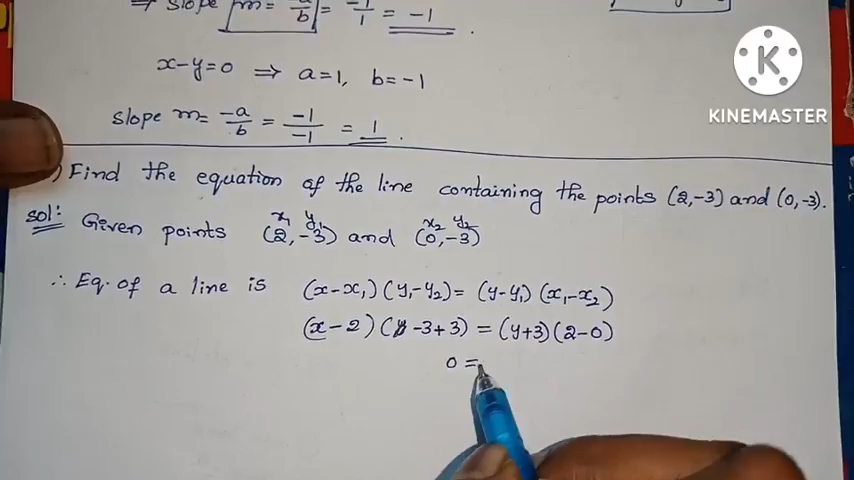 ⇒ slope m = -a/b = -1/1 = -1
K
KINEMASTER
x-y=0 ⇒ a=1, b=-1
slope m= -a/b = -1/-1 = 1.
) Find the equation of the line containing the points (2,-3) and (0,-3).
x₁ y₁ x₂ y₂
Sol: Given points (2,-3) and (0,-3)
∴ Eq. of a line is (x-x₁)(y₁-y₂)= (y-y₁)(x₁-x₂)
(x-2)(-3+3) = (y+3)(2-0)
0 =